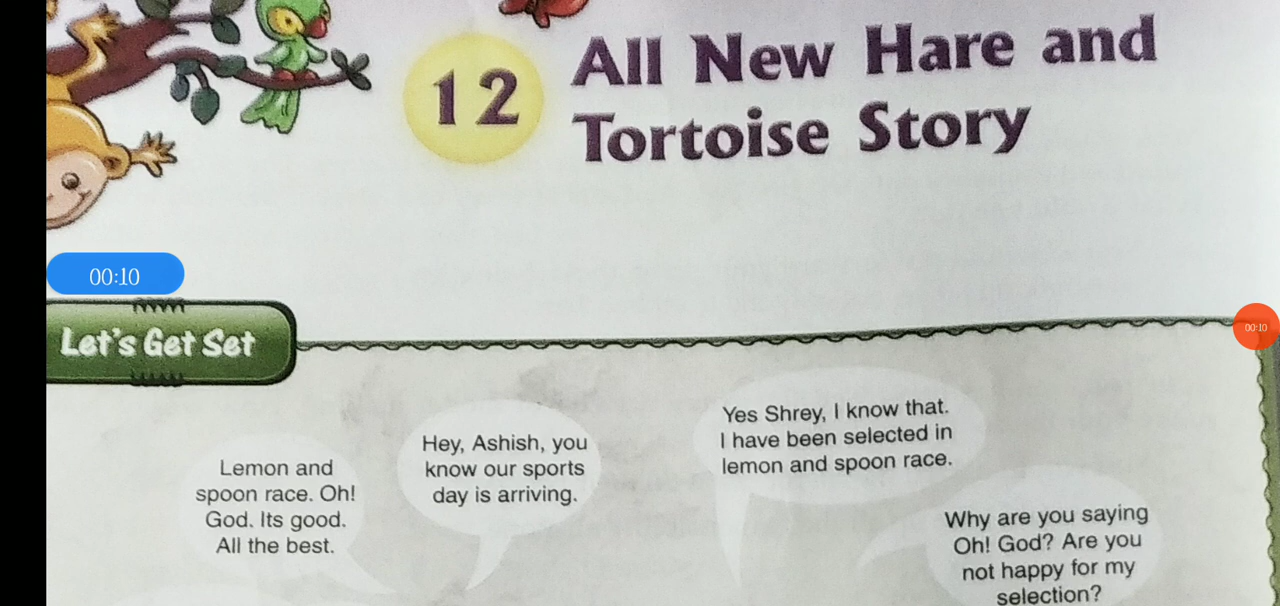 12
All New Hare and
Tortoise Story
00:10
00:10
Let's Get Set
Lemon and
spoon race. Oh!
God. Its good.
All the best.
Hey, Ashish, you
know our sports
day is arriving.
Yes Shrey, I know that.
I have been selected in
lemon and spoon race.
Why are you saying
Oh! God? Are you
not happy for my
selection?